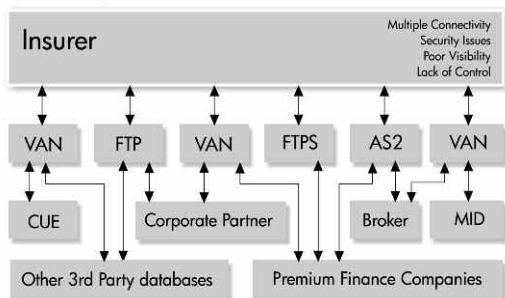 Insurer
Multiple Connectivity
Security Issues
Poor Visibility
Lack of Control
VAN
FTP
VAN
FTPS
AS2
VAN
CUE
Corporate Partner
Broker
MID
Other 3rd Party databases
Premium Finance Companies